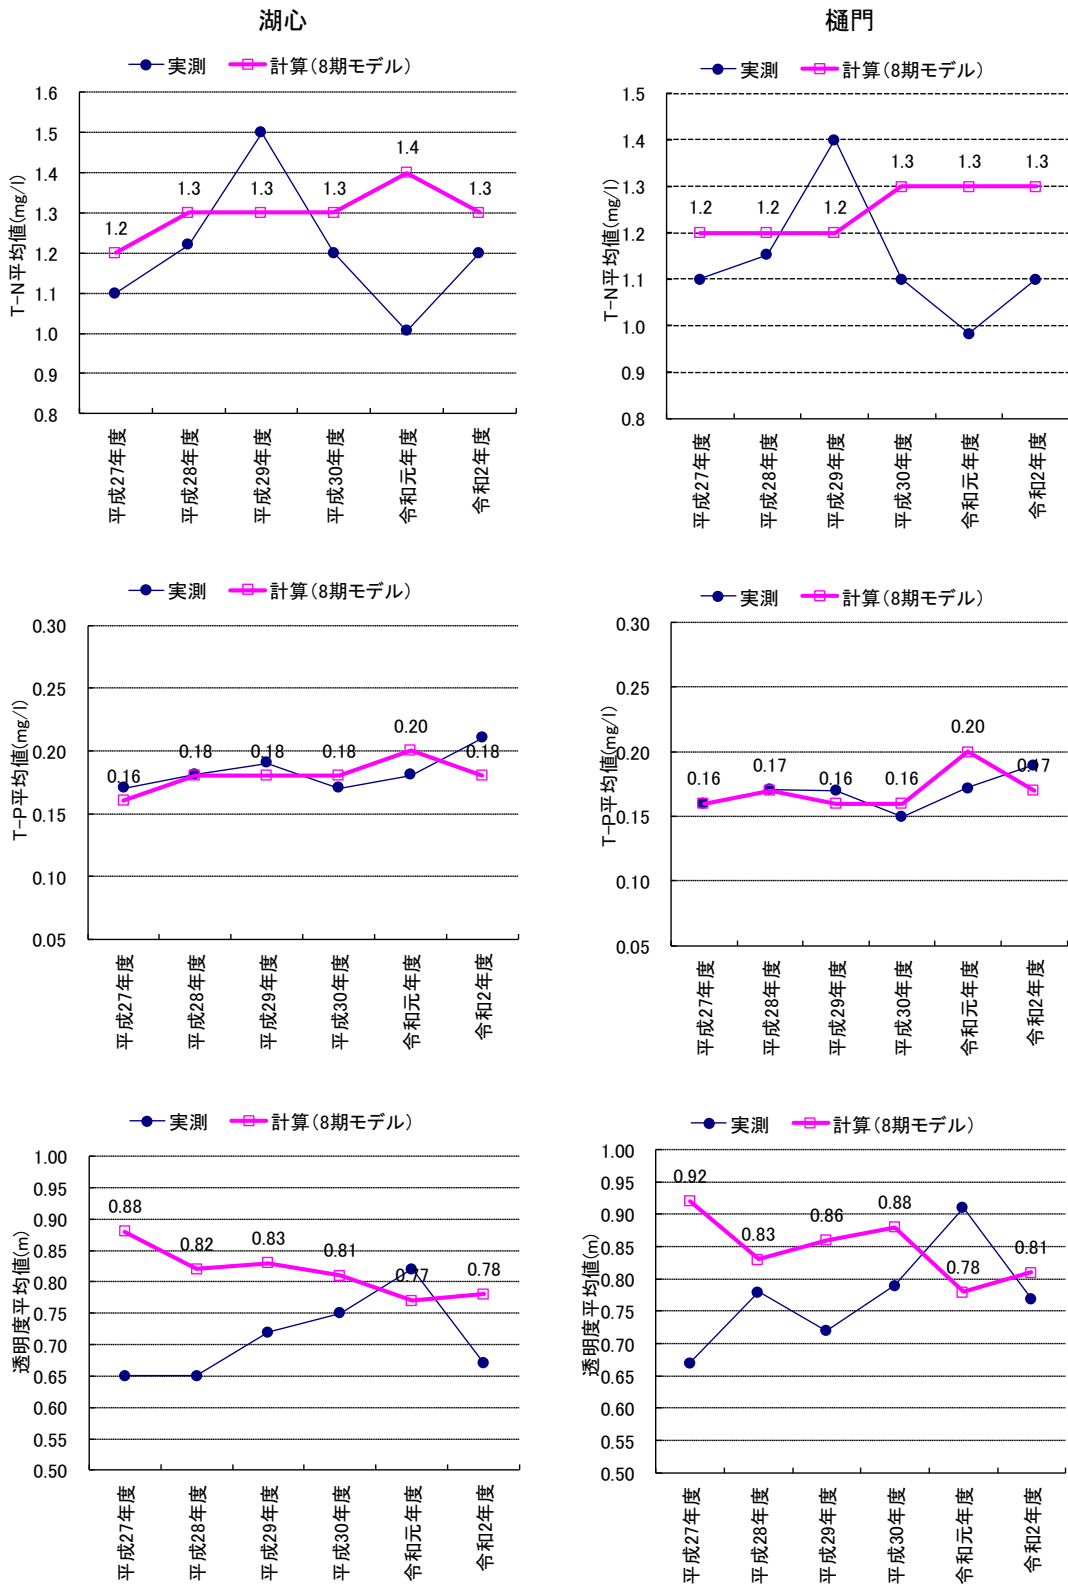 湖心
樋門
実測 計算(8期モデル)
T-N平均値(mg/l)
1.6
1.5
1.4
1.3
1.2
1.1
1.0
0.9
0.8
1.2 1.3 1.3 1.3 1.4 1.3
平成27年度 平成28年度 平成29年度 平成30年度 令和元年度 令和2年度
実測 計算(8期モデル)
T-N平均値(mg/l)
1.5
1.4
1.3
1.2
1.1
1.0
0.9
0.8
1.2 1.2 1.2 1.3 1.3 1.3
平成27年度 平成28年度 平成29年度 平成30年度 令和元年度 令和2年度
実測 計算(8期モデル)
T-P平均値(mg/l)
0.30
0.25
0.20
0.15
0.10
0.05
0.16 0.18 0.18 0.18 0.20 0.18
平成27年度 平成28年度 平成29年度 平成30年度 令和元年度 令和2年度
実測 計算(8期モデル)
T-P平均値(mg/l)
0.30
0.25
0.20
0.15
0.10
0.05
0.16 0.17 0.16 0.16 0.20 0.17
平成27年度 平成28年度 平成29年度 平成30年度 令和元年度 令和2年度
実測 計算(8期モデル)
透明度平均値(m)
1.00
0.95
0.90
0.85
0.80
0.75
0.70
0.65
0.60
0.55
0.50
0.88 0.82 0.83 0.81 0.77 0.78
平成27年度 平成28年度 平成29年度 平成30年度 令和元年度 令和2年度
実測 計算(8期モデル)
透明度平均値(m)
1.00
0.95
0.90
0.85
0.80
0.75
0.70
0.65
0.60
0.55
0.50
0.92 0.83 0.86 0.88 0.78 0.81
平成27年度 平成28年度 平成29年度 平成30年度 令和元年度 令和2年度